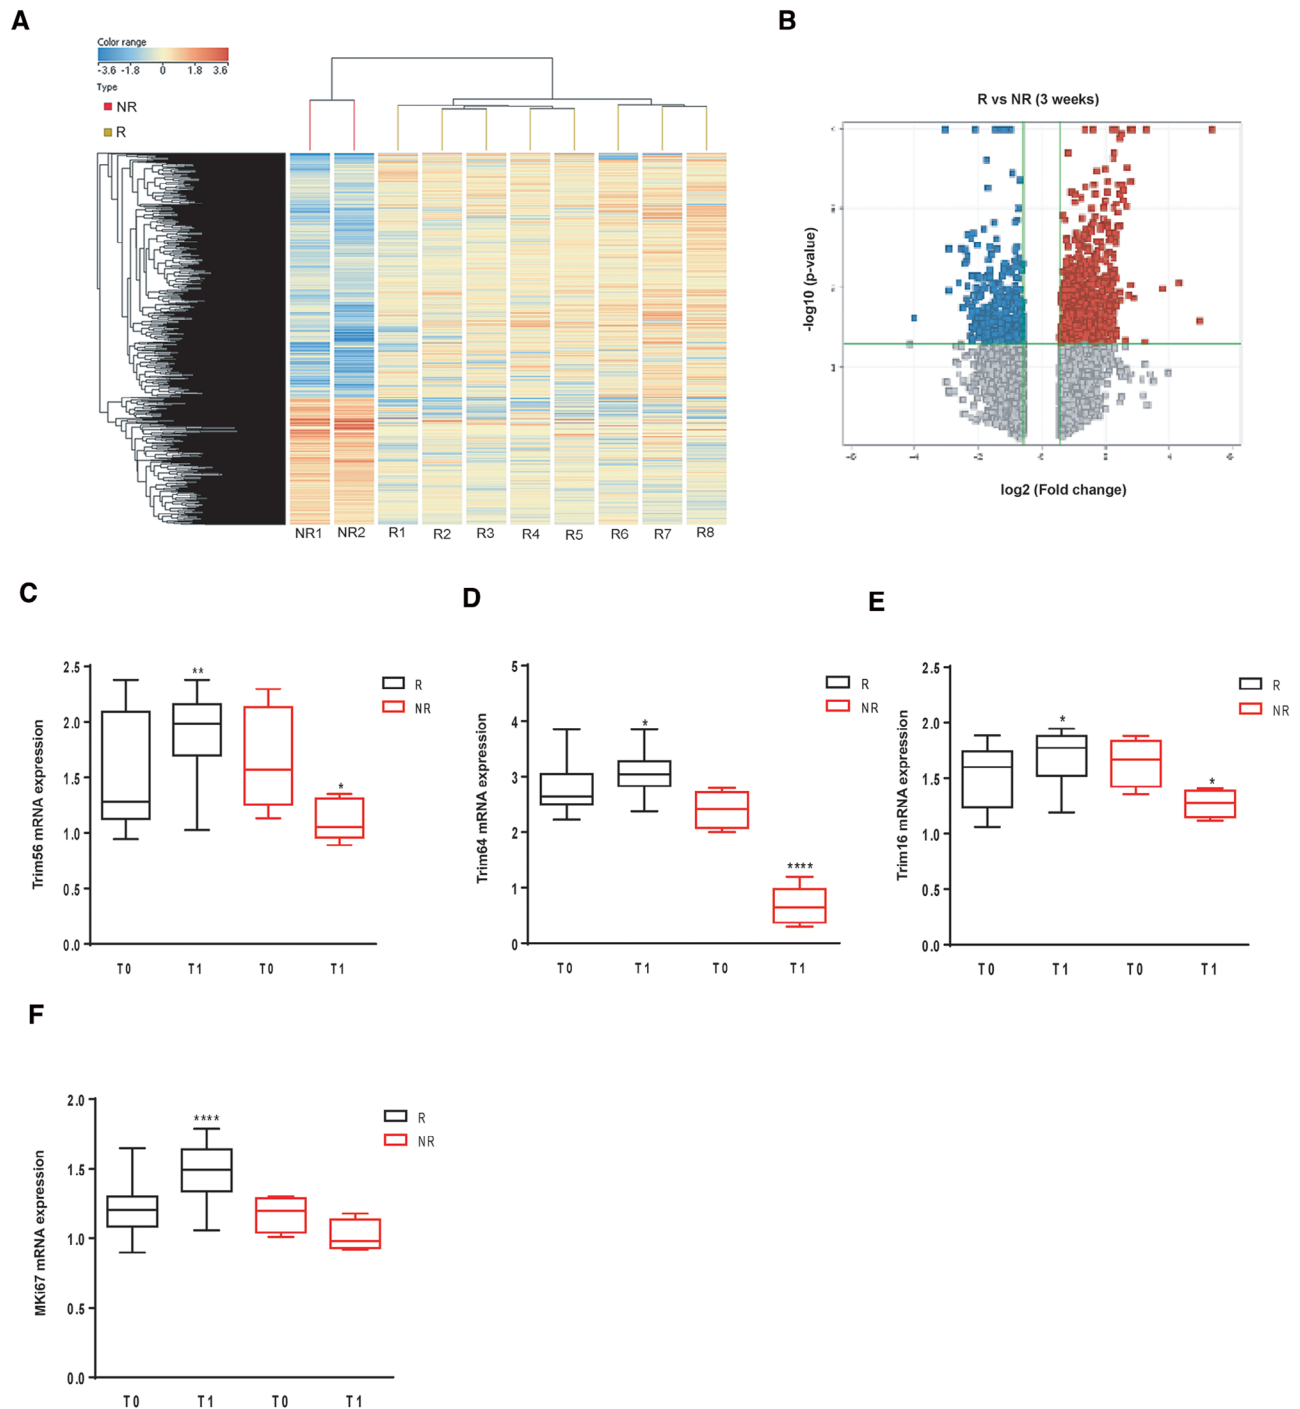 A
B
Color range
-3.6 -1.8 0 1.8 3.6
Type
NR
R
NR1 NR2 R1 R2 R3 R4 R5 R6 R7 R8
R vs NR (3 weeks)
-log10 (p-value)
log2 (Fold change)
C
Trim56 mRNA expression
2.5
2.0
1.5
1.0
0.5
0.0
**
*
R
NR
T0 T1 T0 T1
D
Trim64 mRNA expression
5
4
3
2
1
0
*
****
R
NR
T0 T1 T0 T1
E
Trim16 mRNA expression
2.5
2.0
1.5
1.0
0.5
0.0
*
*
R
NR
T0 T1 T0 T1
F
MKi67 mRNA expression
2.0
1.5
1.0
0.5
0.0
****
R
NR
T0 T1 T0 T1